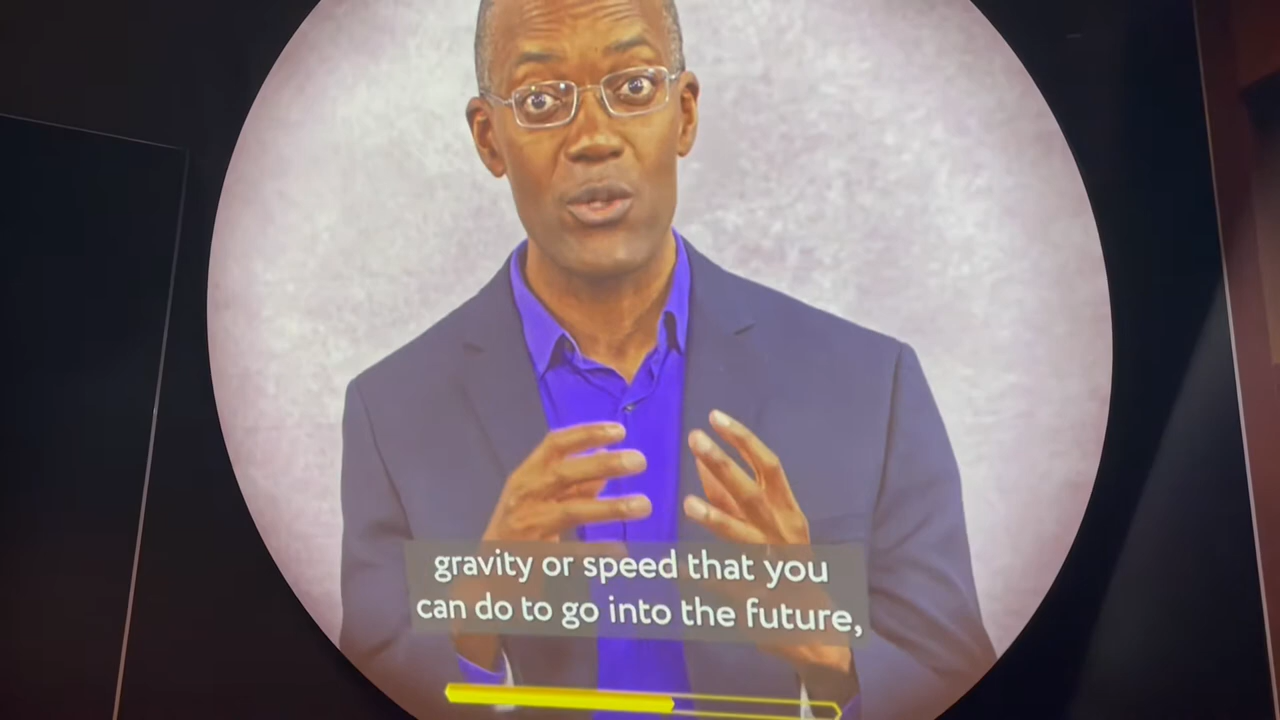 gravity or speed that you
can do to go into the future,